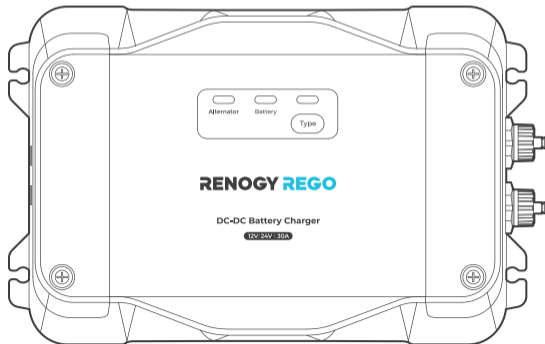 Alternator Battery
Type
RENOGY REGO
DC-DC Battery Charger
12V 24V | 30A